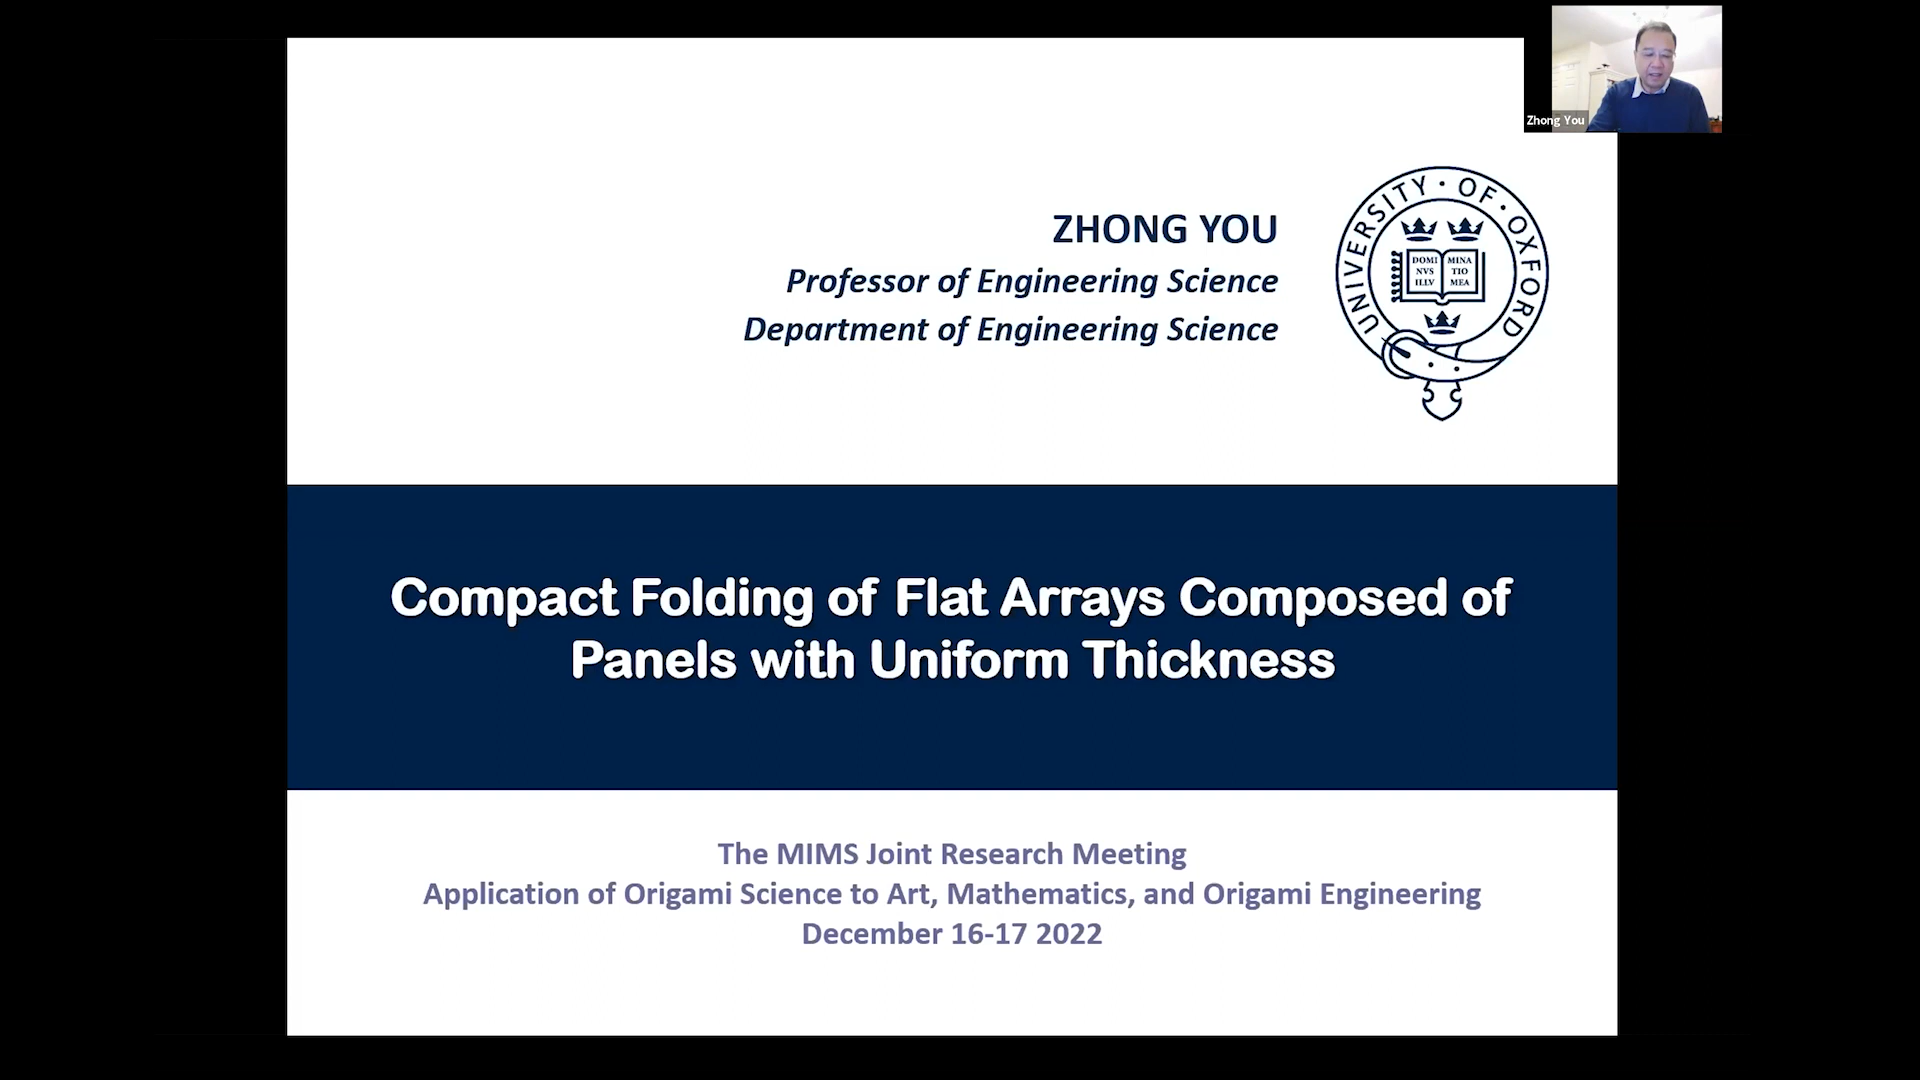 Zhong You
ZHONG YOU
Professor of Engineering Science
Department of Engineering Science
UNIVERSITY · OF · OXFORD
DOMI MINA
NVS TIO
ILLV MEA
Compact Folding of Flat Arrays Composed of
Panels with Uniform Thickness
The MIMS Joint Research Meeting
Application of Origami Science to Art, Mathematics, and Origami Engineering
December 16-17 2022